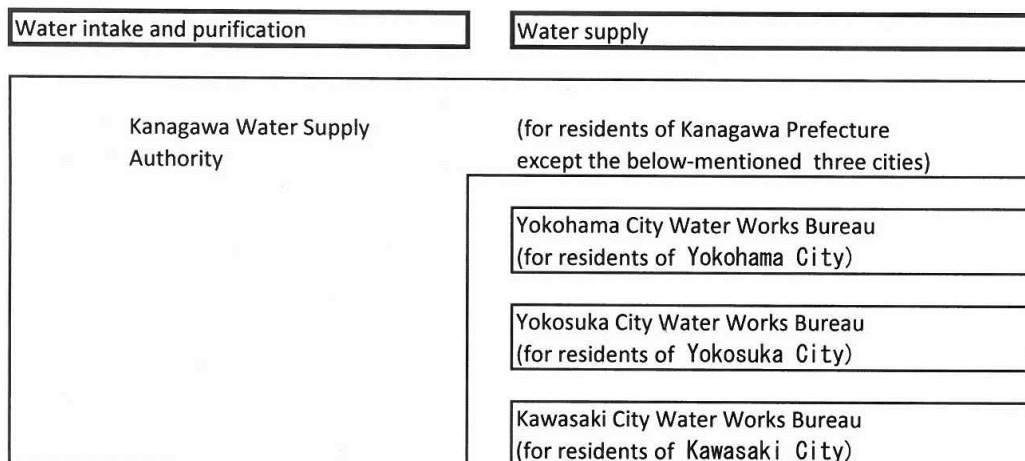 Water intake and purification
Water supply
Kanagawa Water Supply
Authority
(for residents of Kanagawa Prefecture
except the below-mentioned three cities)
Yokohama City Water Works Bureau
(for residents of Yokohama City)
Yokosuka City Water Works Bureau
(for residents of Yokosuka City)
Kawasaki City Water Works Bureau
(for residents of Kawasaki City)